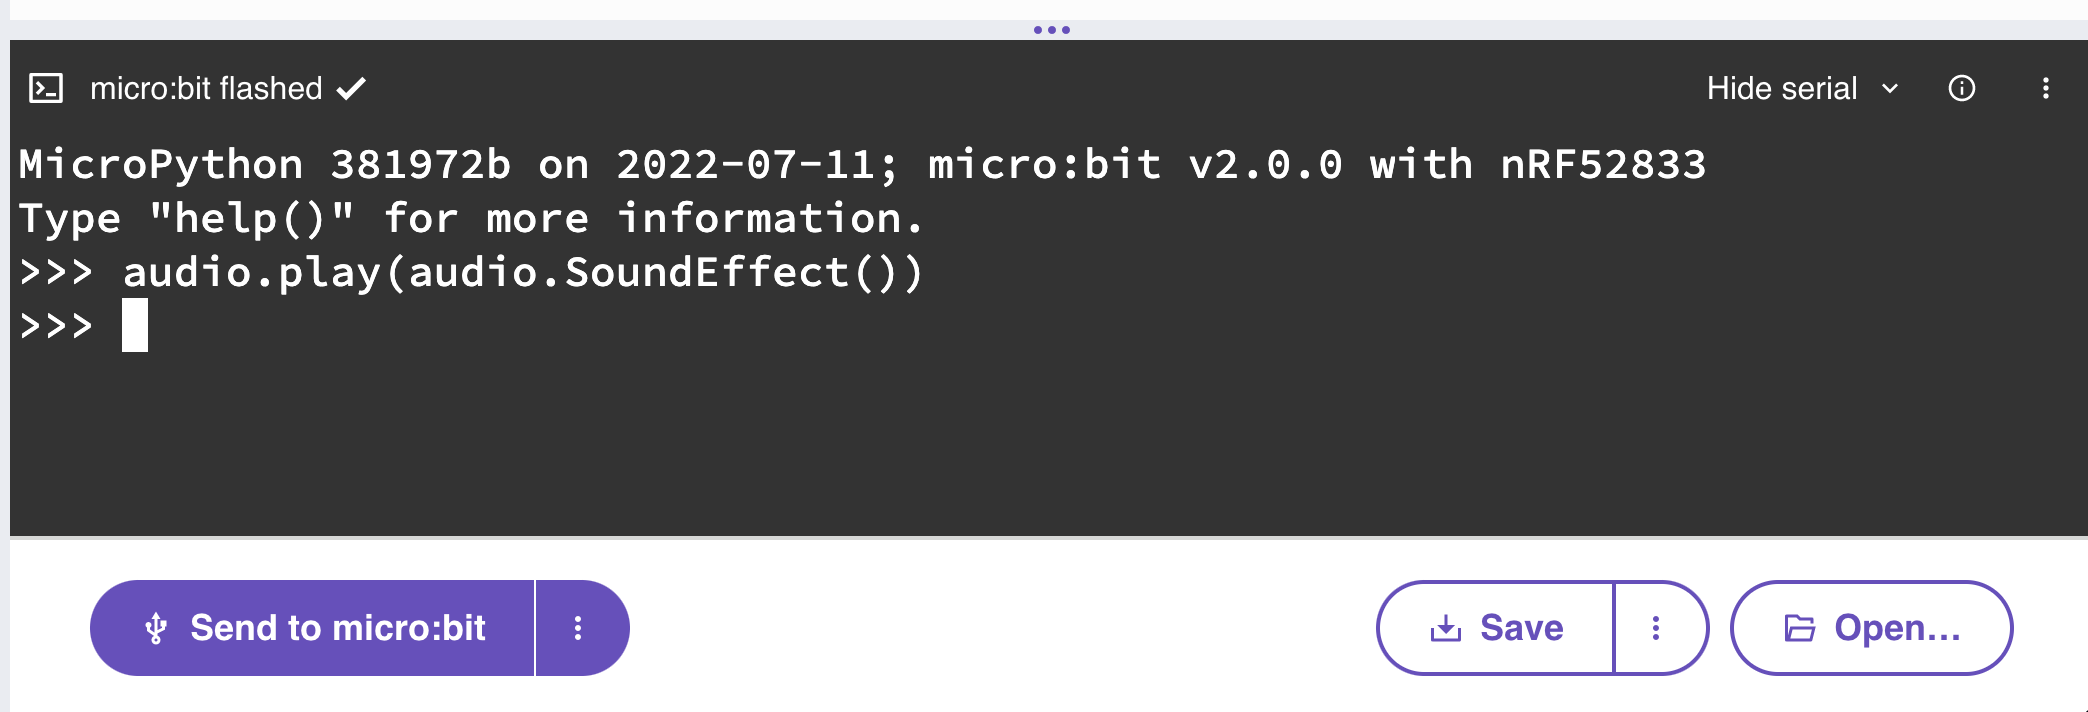 micro:bit flashed
Hide serial
MicroPython 381972b on 2022-07-11; micro:bit v2.0.0 with nRF52833
Type "help()" for more information.
>>> audio.play(audio.SoundEffect())
>>>
Send to micro:bit
Save
Open...